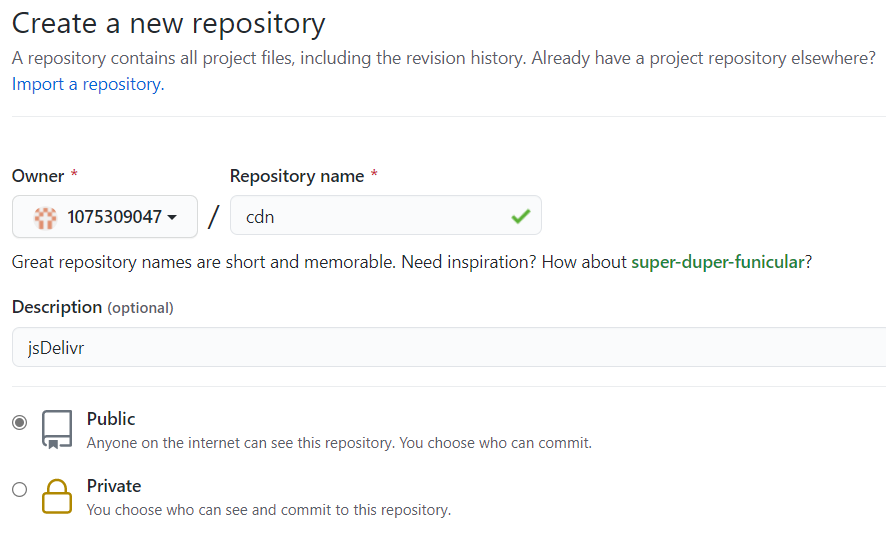 Create a new repository
A repository contains all project files, including the revision history. Already have a project repository elsewhere?
Import a repository.
Owner *
Repository name *
1075309047
/
cdn
Great repository names are short and memorable. Need inspiration? How about super-duper-funicular?
Description (optional)
jsDelivr
Public
Anyone on the internet can see this repository. You choose who can commit.
Private
You choose who can see and commit to this repository.